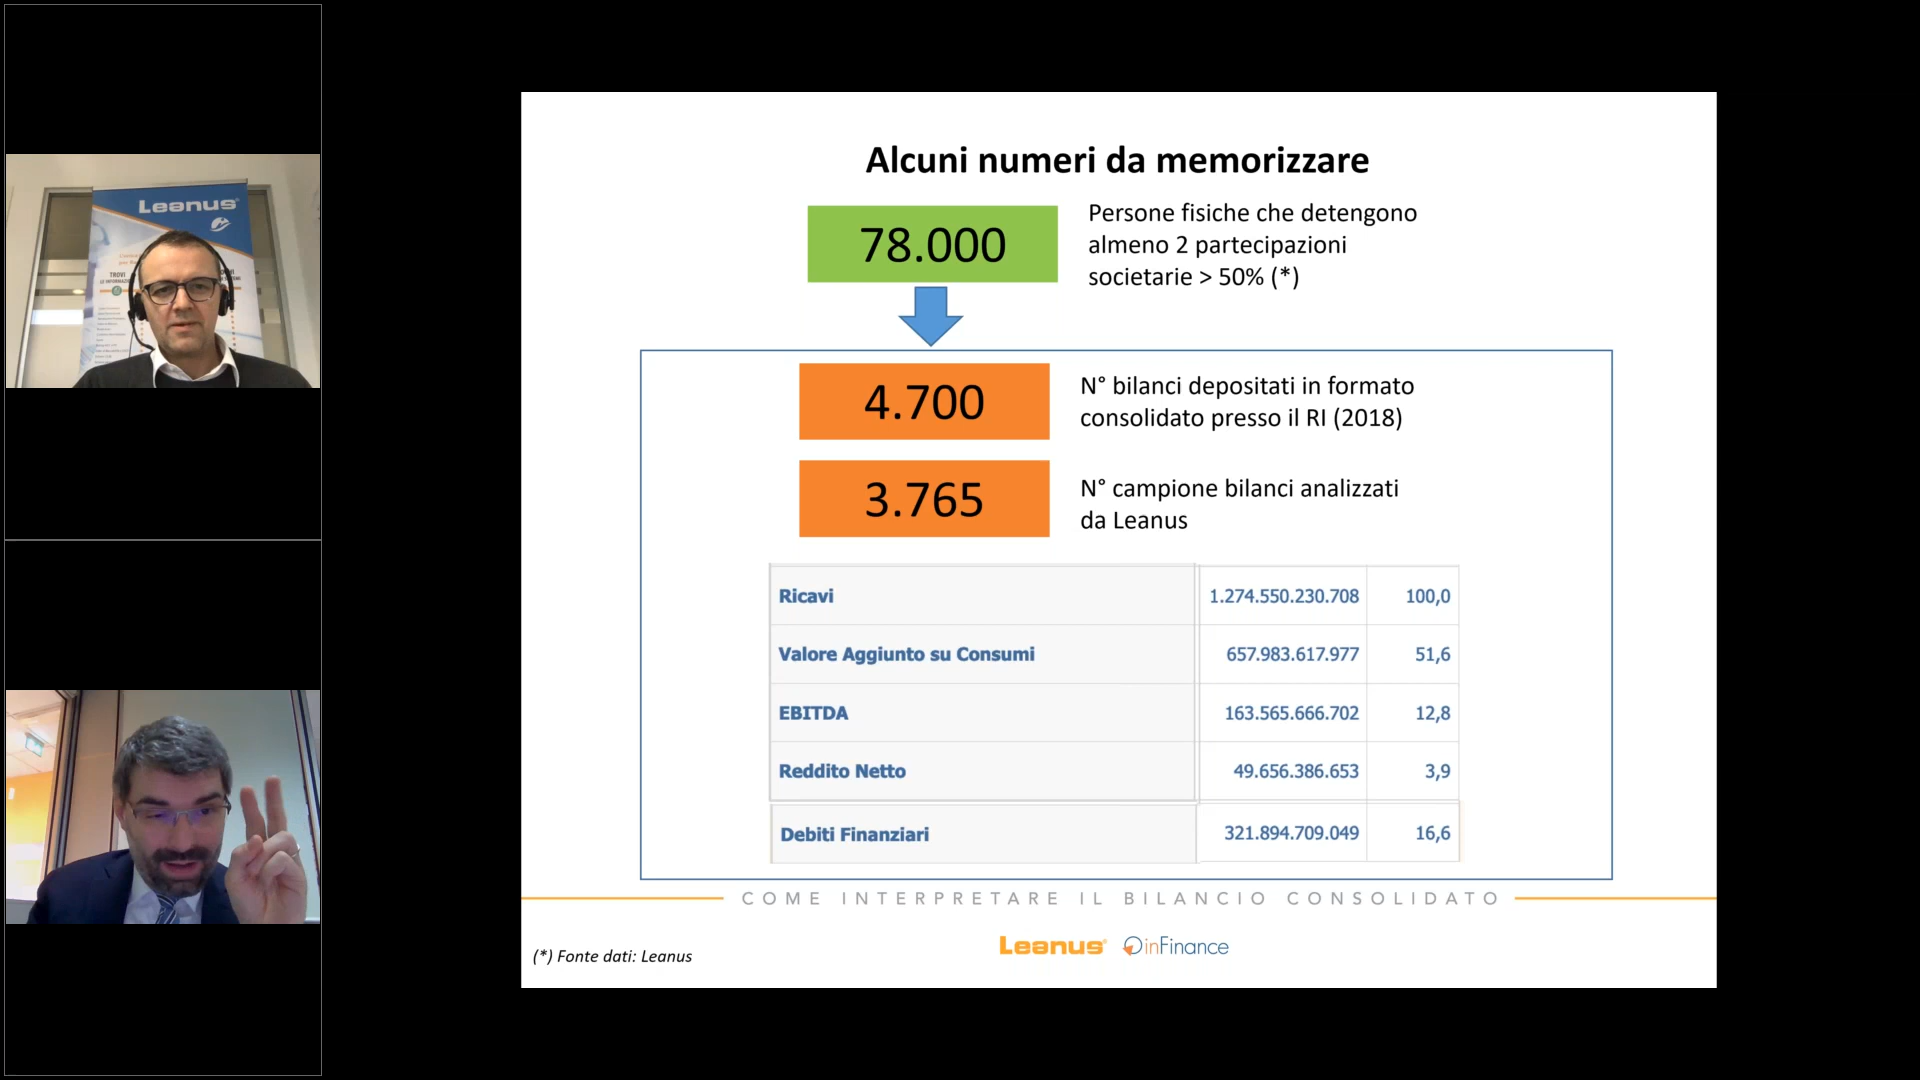 Leanus
TROVI
Alcuni numeri da memorizzare
78.000
Persone fisiche che detengono
almeno 2 partecipazioni
societarie > 50% (*)
4.700
N° bilanci depositati in formato
consolidato presso il RI (2018)
3.765
N° campione bilanci analizzati
da Leanus
Ricavi 1.274.550.230.708 100,0
Valore Aggiunto su Consumi 657.983.617.977 51,6
EBITDA 163.565.666.702 12,8
Reddito Netto 49.656.386.653 3,9
Debiti Finanziari 321.894.709.049 16,6
COME INTERPRETARE IL BILANCIO CONSOLIDATO
Leanus inFinance
(*) Fonte dati: Leanus